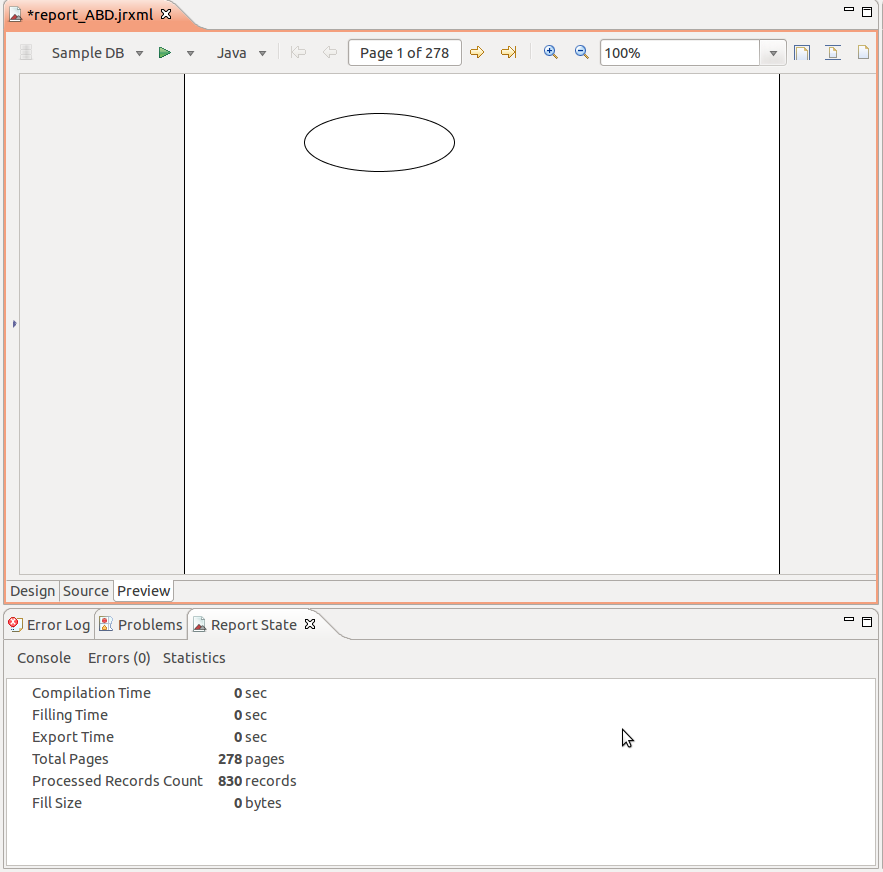 *report_ABD.jrxml
Sample DB Java Page 1 of 278 100%
Design Source Preview
Error Log Problems Report State
Console Errors (0) Statistics
Compilation Time 0 sec
Filling Time 0 sec
Export Time 0 sec
Total Pages 278 pages
Processed Records Count 830 records
Fill Size 0 bytes